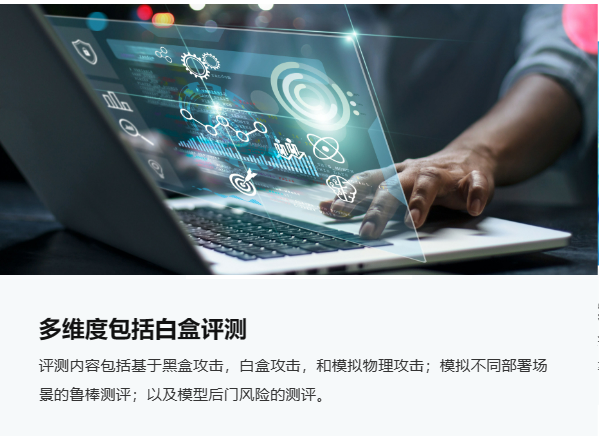 多维度包括白盒评测
评测内容包括基于黑盒攻击，白盒攻击，和模拟物理攻击；模拟不同部署场
景的鲁棒测评；以及模型后门风险的测评。